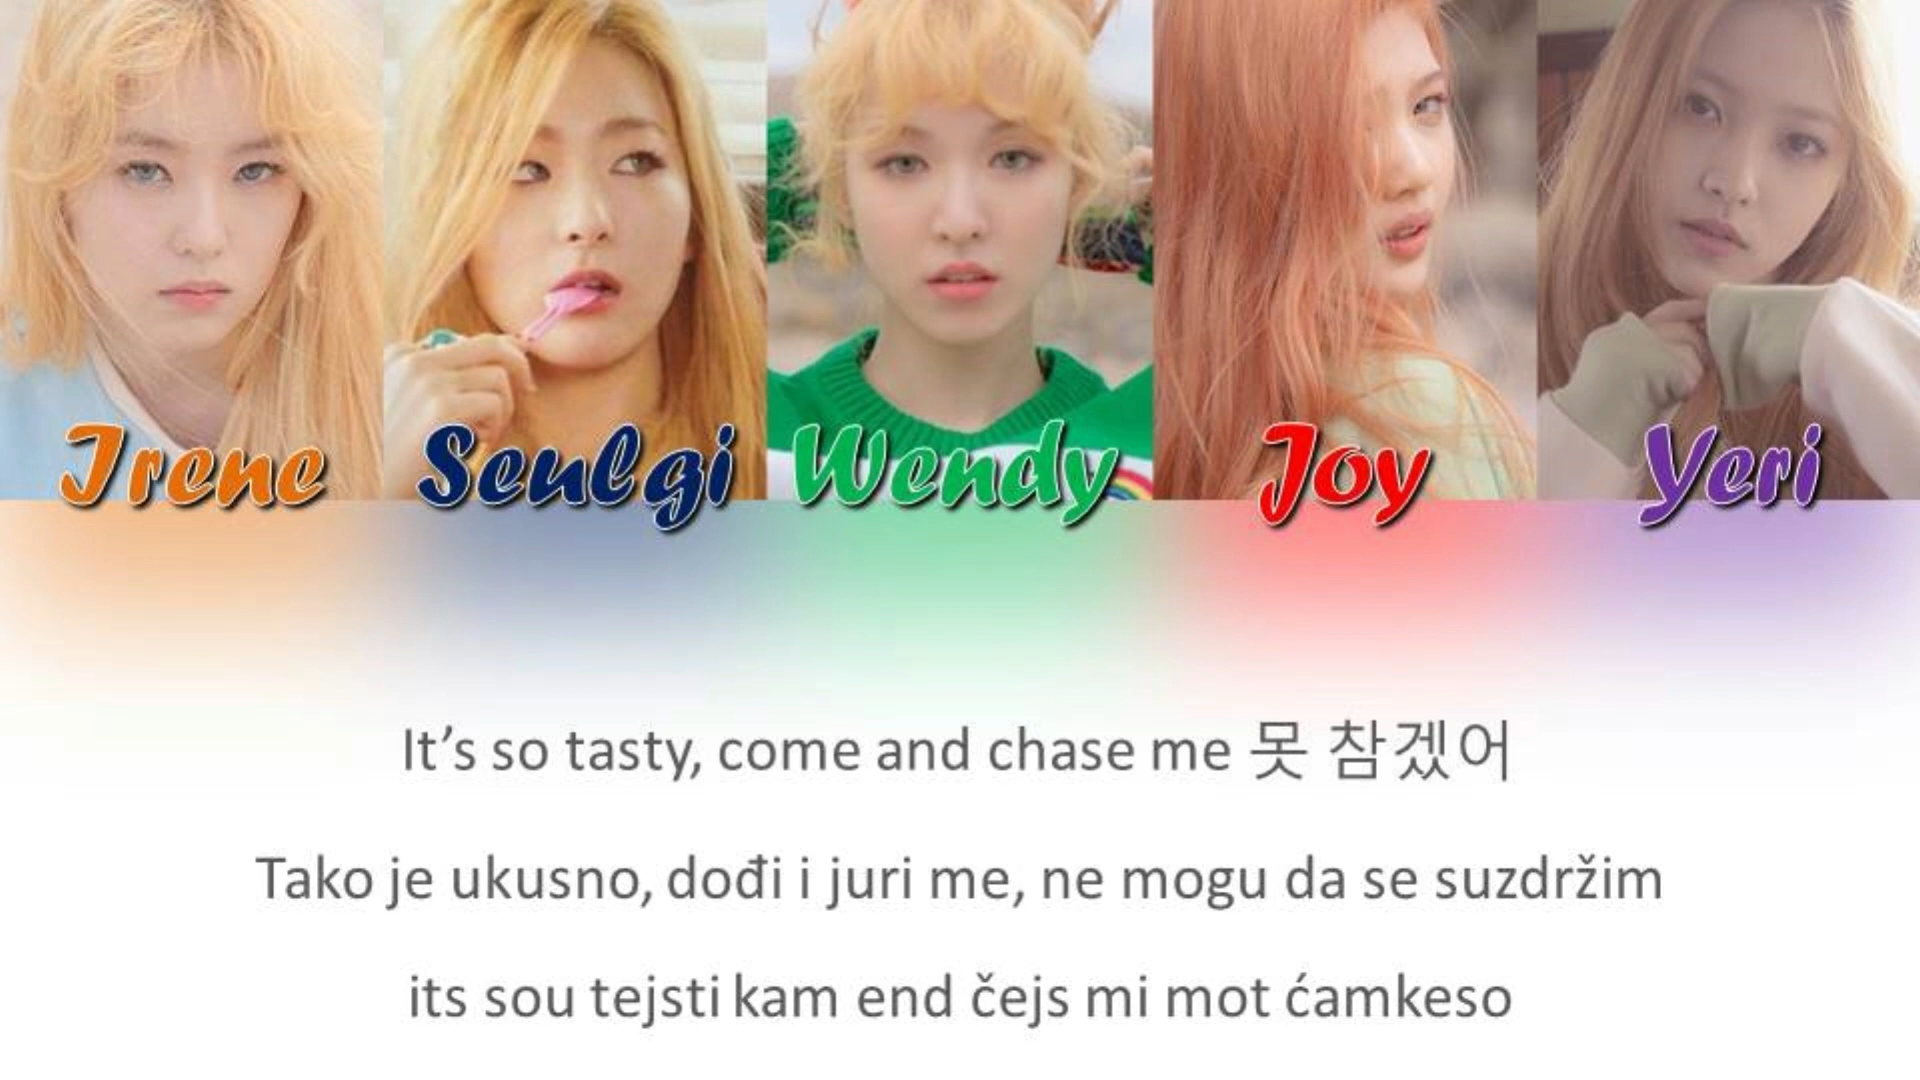 Irene Seulgi Wendy Joy Yeri
It's so tasty, come and chase me 못 참겠어
Tako je ukusno, dođi i juri me, ne mogu da se suzdržim
its sou tejsti kam end čejs mi mot ćamkeso